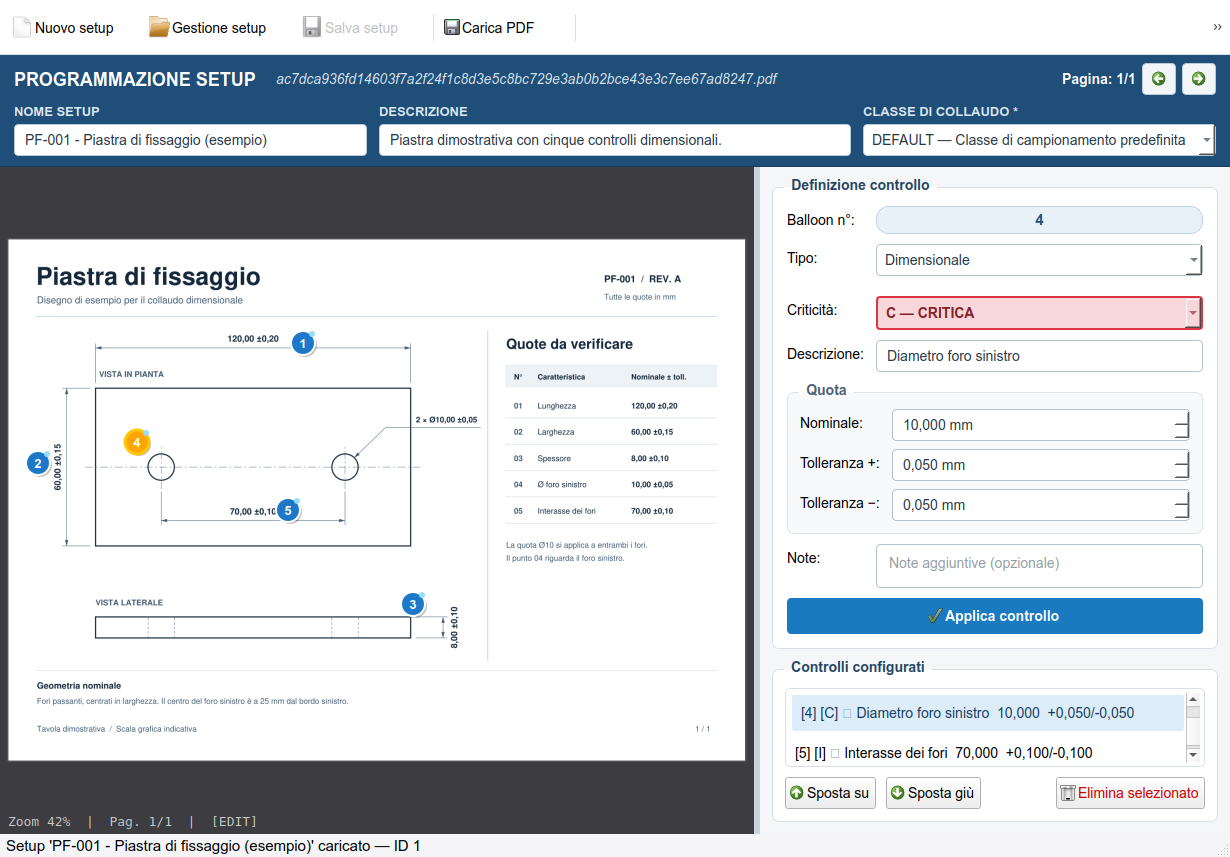 Nuovo setup
Gestione setup
Salva setup
Carica PDF
»
PROGRAMMAZIONE SETUP
ac7dca936fd14603f7a2f24f1c8d3e5c8bc729e3ab0b2bce43e3c7ee67ad8247.pdf
Pagina: 1/1
NOME SETUP
DESCRIZIONE
CLASSE DI COLLAUDO *
PF-001 - Piastra di fissaggio (esempio)
Piastra dimostrativa con cinque controlli dimensionali.
DEFAULT — Classe di campionamento predefinita
Piastra di fissaggio
Disegno di esempio per il collaudo dimensionale
PF-001 / REV. A
Tutte le quote in mm
120,00 ±0,20
1
VISTA IN PIANTA
2 × Ø10,00 ±0,05
4
2
60,00 ±0,15
70,00 ±0,10
5
VISTA LATERALE
3
8,00 ±0,10
Quote da verificare
N° Caratteristica Nominale ± toll.
01 Lunghezza 120,00 ±0,20
02 Larghezza 60,00 ±0,15
03 Spessore 8,00 ±0,10
04 Ø foro sinistro 10,00 ±0,05
05 Interasse dei fori 70,00 ±0,10
La quota Ø10 si applica a entrambi i fori.
Il punto 04 riguarda il foro sinistro.
Geometria nominale
Fori passanti, centrati in larghezza. Il centro del foro sinistro è a 25 mm dal bordo sinistro.
Tavola dimostrativa / Scala grafica indicativa
1 / 1
Zoom 42% | Pag. 1/1 | [EDIT]
Definizione controllo
Balloon n°: 4
Tipo: Dimensionale
Criticità: C — CRITICA
Descrizione: Diametro foro sinistro
Quota
Nominale: 10,000 mm
Tolleranza +: 0,050 mm
Tolleranza −: 0,050 mm
Note: Note aggiuntive (opzionale)
Applica controllo
Controlli configurati
[4] [C] □ Diametro foro sinistro 10,000 +0,050/-0,050
[5] [I] □ Interasse dei fori 70,000 +0,100/-0,100
Sposta su
Sposta giù
Elimina selezionato
Setup 'PF-001 - Piastra di fissaggio (esempio)' caricato — ID 1